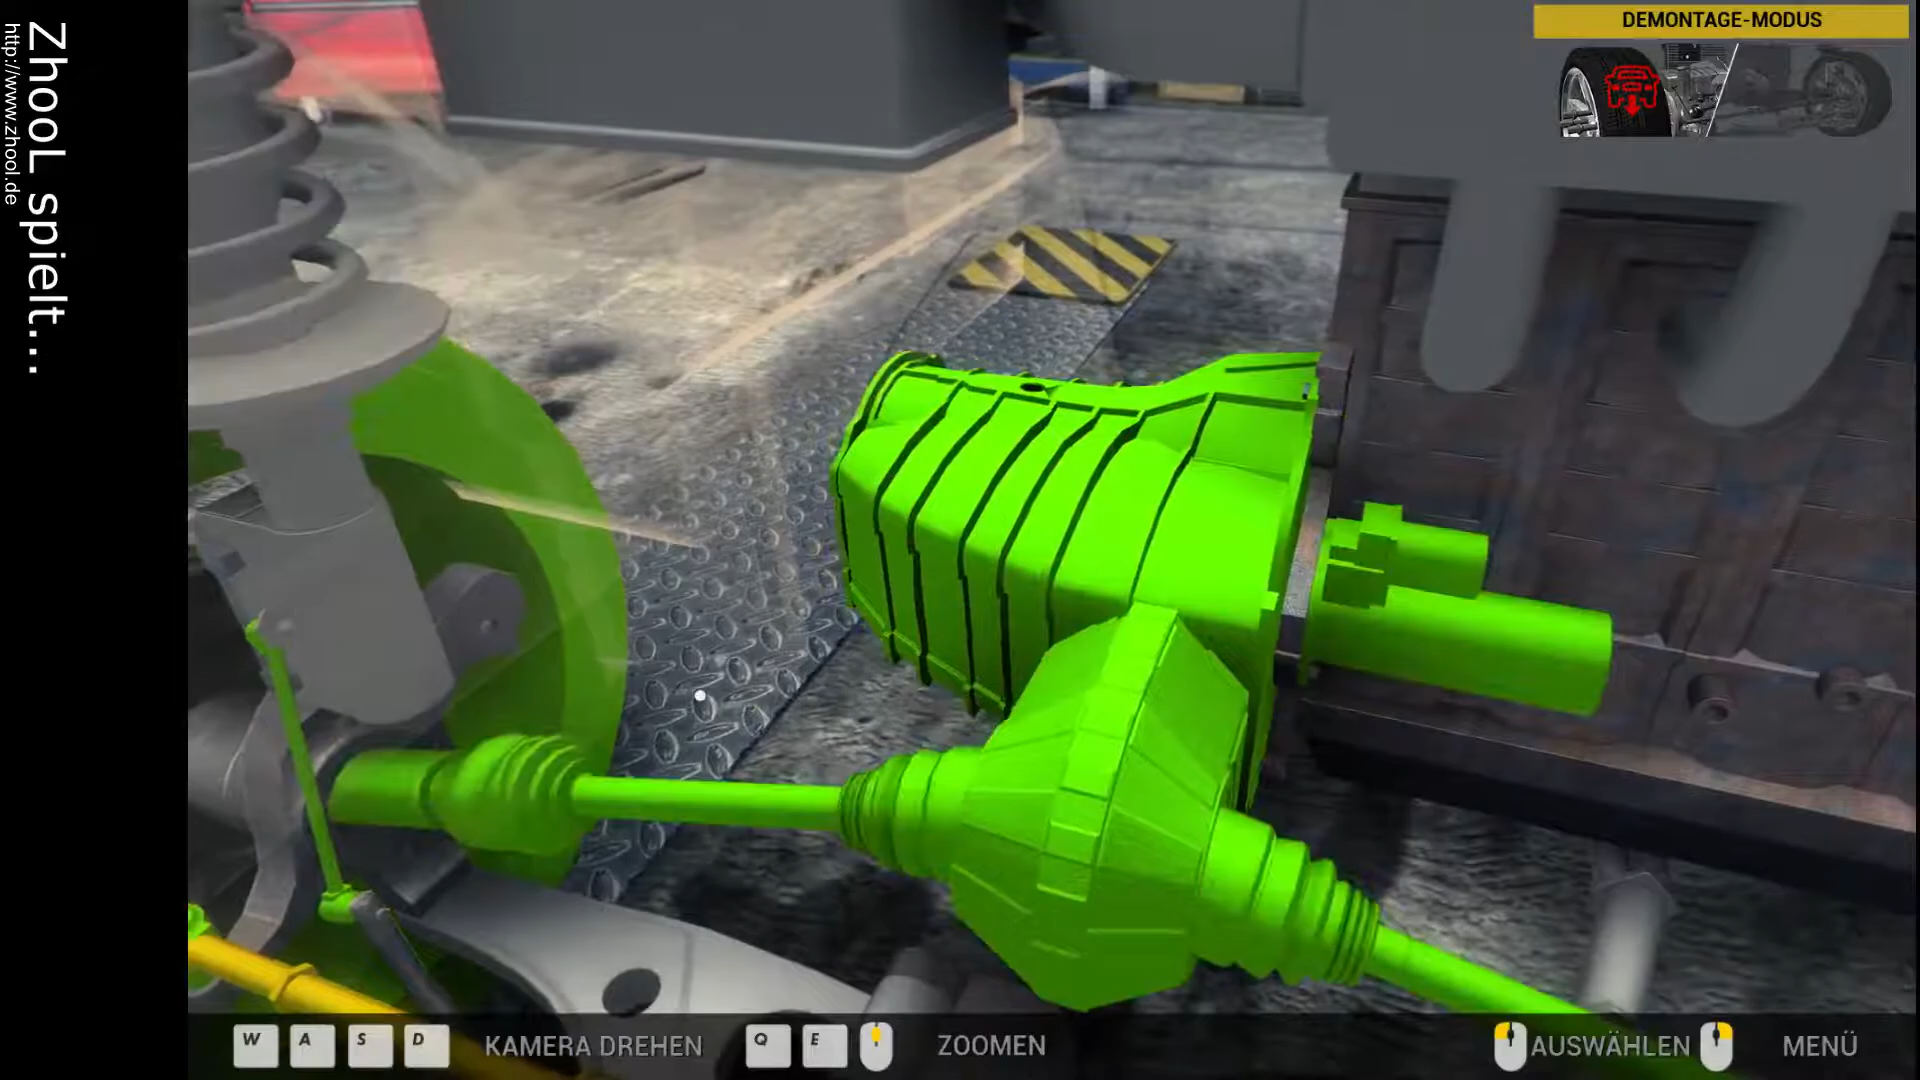 ZhooL spielt...
http://www.zhool.de
DEMONTAGE-MODUS
W A S D KAMERA DREHEN Q E ZOOMEN AUSWÄHLEN MENÜ